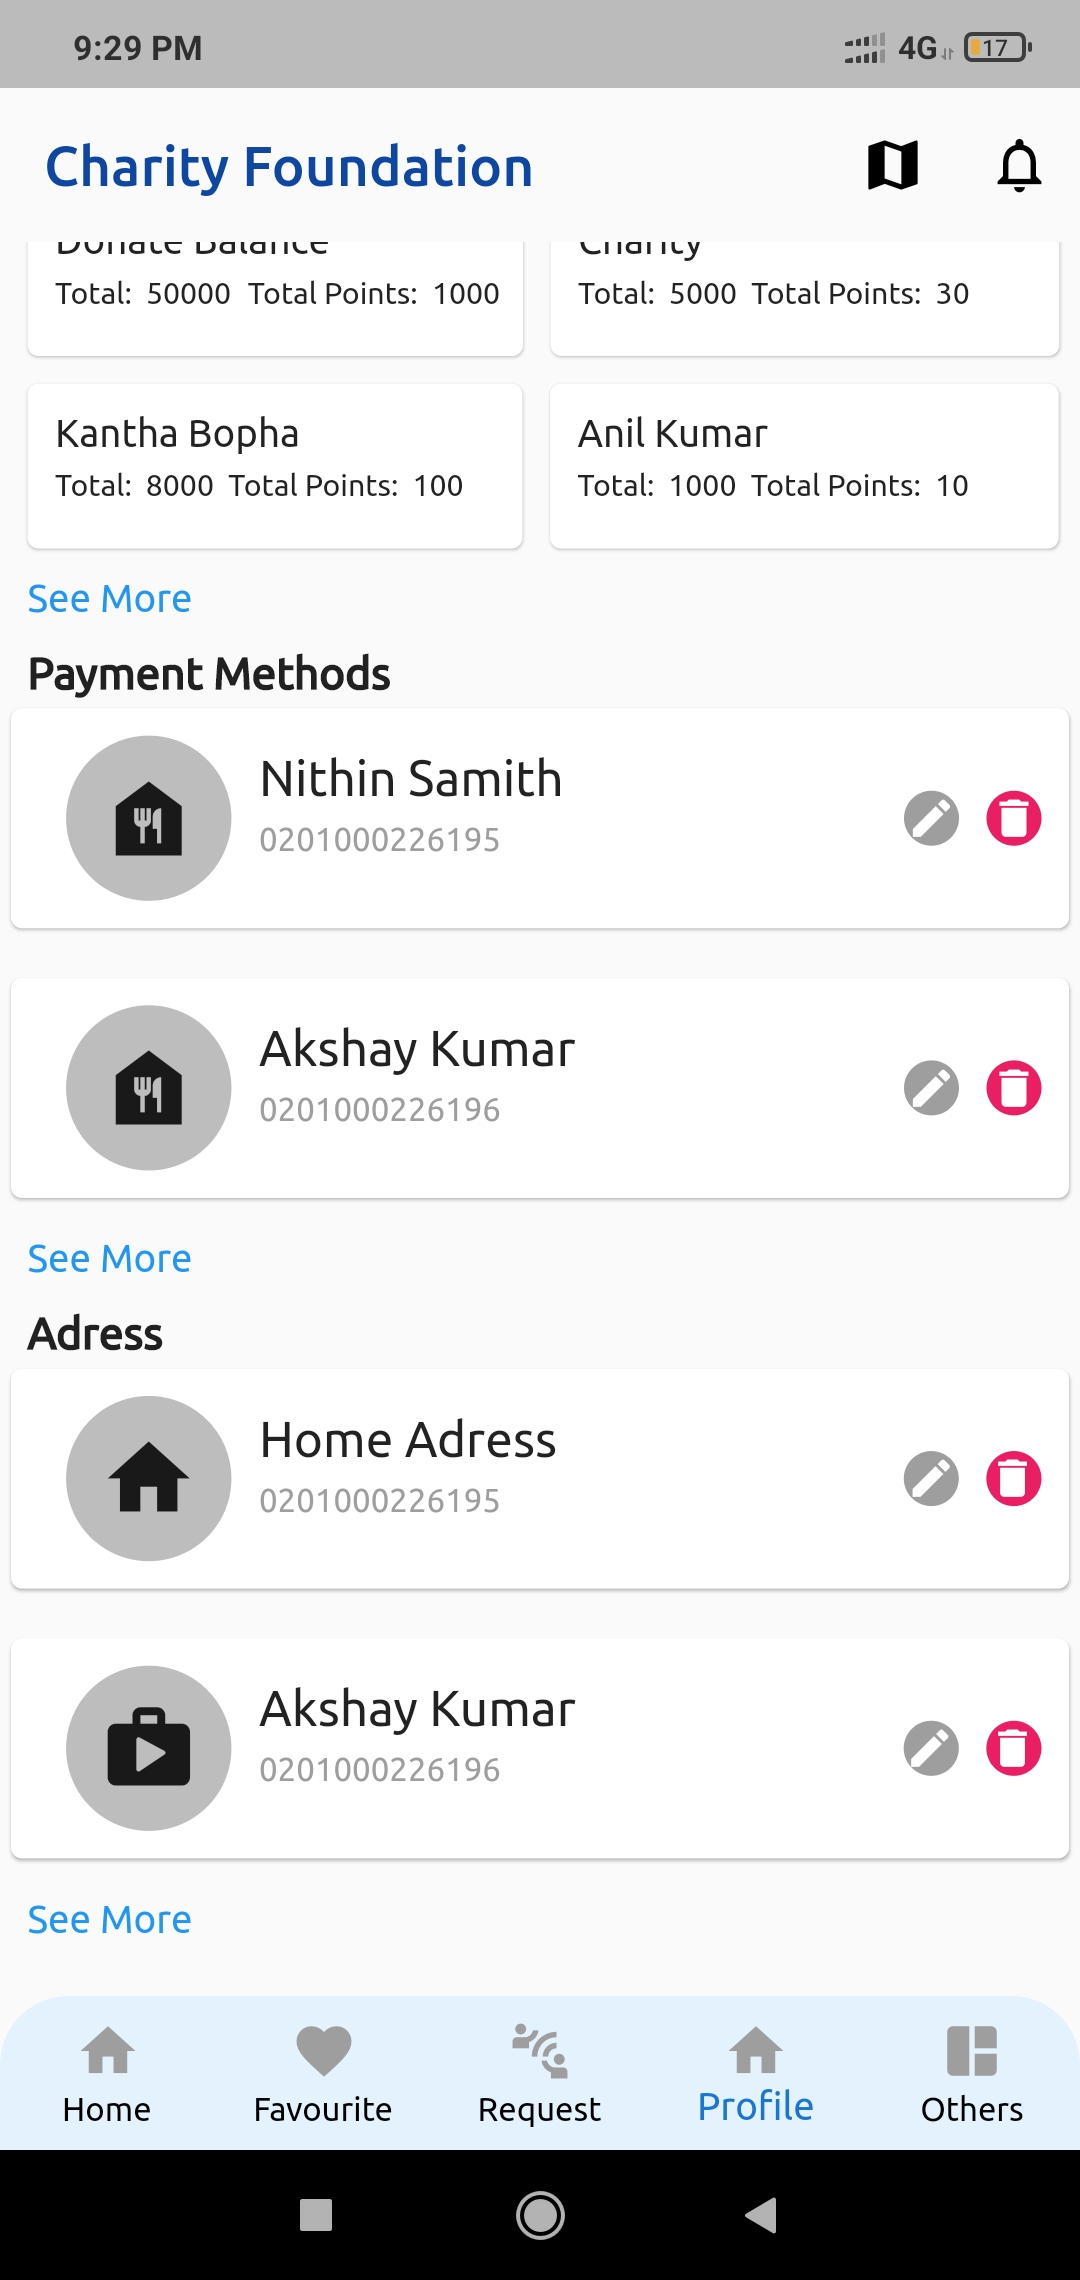 9:29 PM 4G 17
Charity Foundation
Donate Balance Charity
Total: 50000 Total Points: 1000 Total: 5000 Total Points: 30
Kantha Bopha Anil Kumar
Total: 8000 Total Points: 100 Total: 1000 Total Points: 10
See More
Payment Methods
Nithin Samith
0201000226195
Akshay Kumar
0201000226196
See More
Adress
Home Adress
0201000226195
Akshay Kumar
0201000226196
See More
Home Favourite Request Profile Others